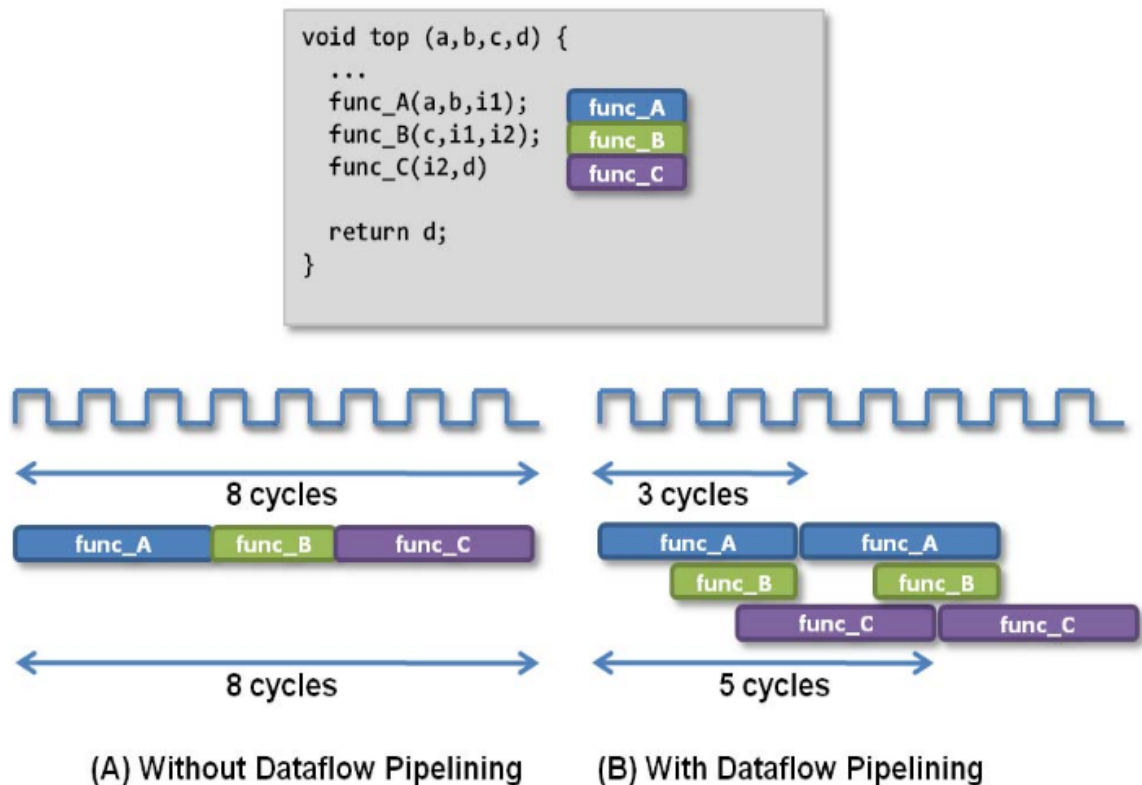 void top (a,b,c,d) {
...
func_A(a,b,i1);
func_B(c,i1,i2);
func_C(i2,d)
return d;
}
func_A
func_B
func_C
8 cycles
func_A func_B func_C
8 cycles
(A) Without Dataflow Pipelining
3 cycles
func_A func_A
func_B func_B
func_C func_C
5 cycles
(B) With Dataflow Pipelining